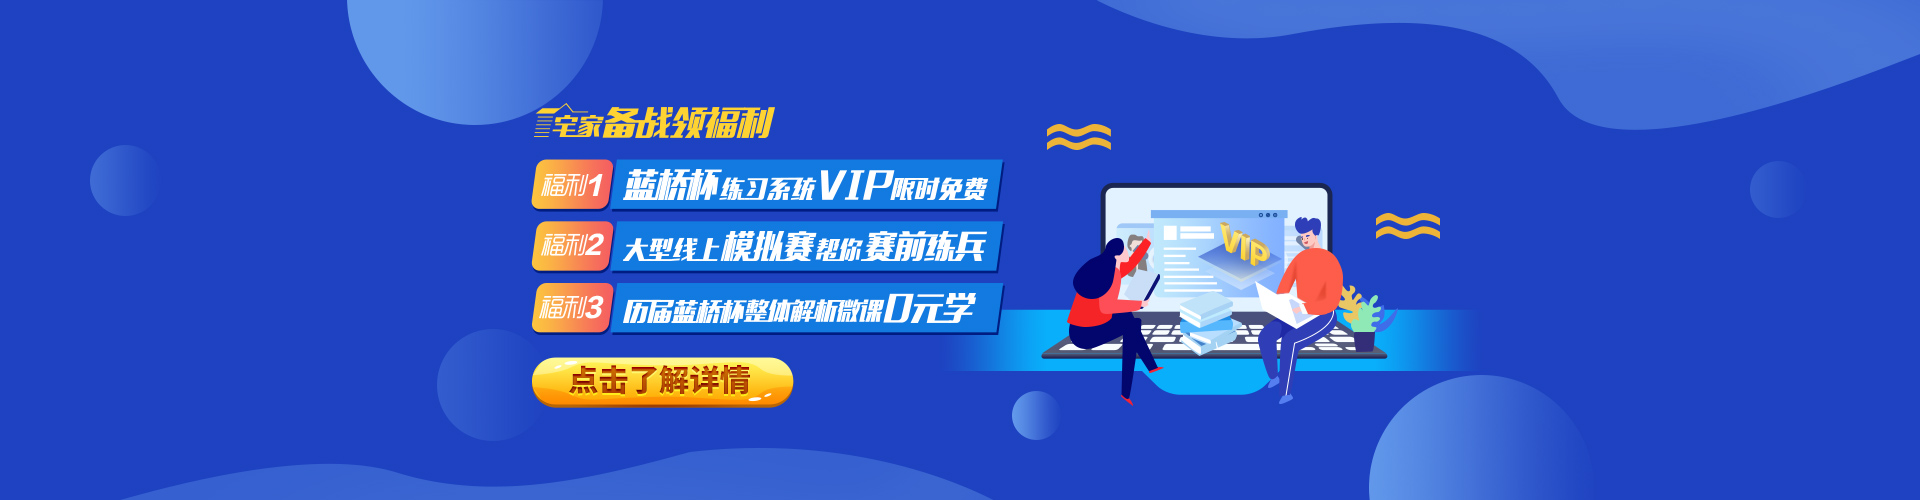 宅家备战领福利
福利1 蓝桥杯练习系统VIP限时免费
福利2 大型线上模拟赛帮你赛前练兵
福利3 历届蓝桥杯整体解析微课0元学
点击了解详情
VIP